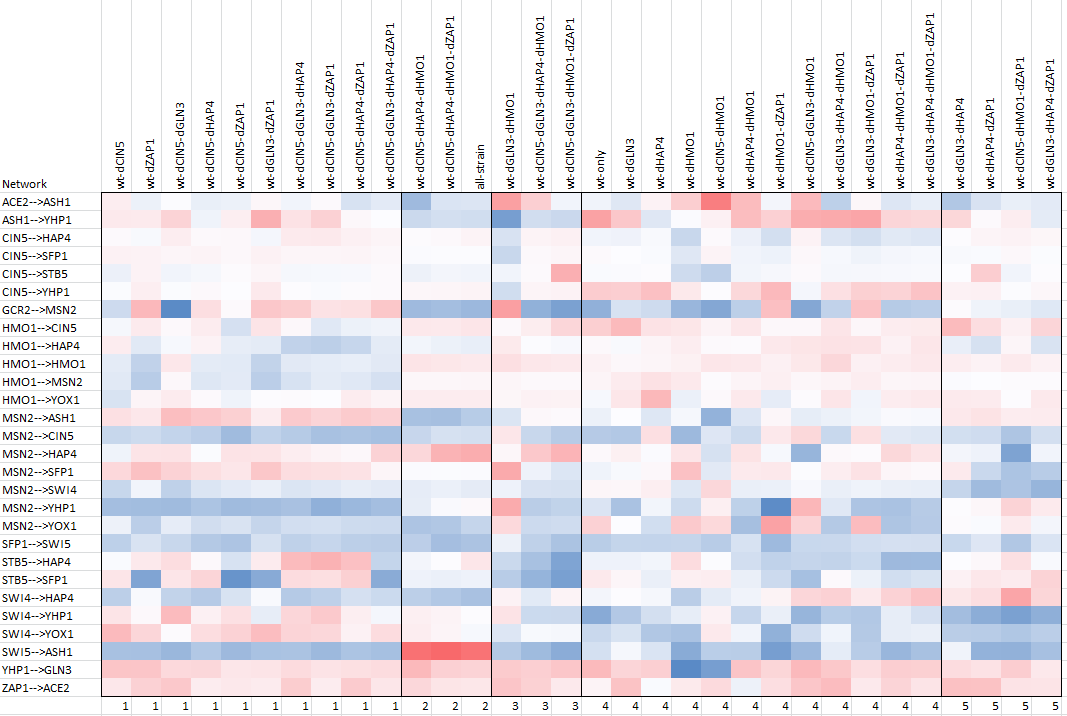 Network
wt-dCIN5
wt-dZAP1
wt-dCIN5-dGLN3
wt-dCIN5-dHAP4
wt-dCIN5-dZAP1
wt-dGLN3-dZAP1
wt-dCIN5-dGLN3-dHAP4
wt-dCIN5-dGLN3-dZAP1
wt-dCIN5-dHAP4-dZAP1
wt-dCIN5-dGLN3-dHAP4-dZAP1
wt-dCIN5-dHAP4-dHMO1
wt-dCIN5-dHAP4-dHMO1-dZAP1
all-strain
wt-dGLN3-dHMO1
wt-dCIN5-dGLN3-dHAP4-dHMO1
wt-dCIN5-dGLN3-dHMO1-dZAP1
wt-only
wt-dGLN3
wt-dHAP4
wt-dHMO1
wt-dCIN5-dHMO1
wt-dHAP4-dHMO1
wt-dHMO1-dZAP1
wt-dCIN5-dGLN3-dHMO1
wt-dGLN3-dHAP4-dHMO1
wt-dGLN3-dHMO1-dZAP1
wt-dHAP4-dHMO1-dZAP1
wt-dGLN3-dHAP4-dHMO1-dZAP1
wt-dGLN3-dHAP4
wt-dHAP4-dZAP1
wt-dCIN5-dHMO1-dZAP1
wt-dGLN3-dHAP4-dZAP1
ACE2-->ASH1
ASH1-->YHP1
CIN5-->HAP4
CIN5-->SFP1
CIN5-->STB5
CIN5-->YHP1
GCR2-->MSN2
HMO1-->CIN5
HMO1-->HAP4
HMO1-->HMO1
HMO1-->MSN2
HMO1-->YOX1
MSN2-->ASH1
MSN2-->CIN5
MSN2-->HAP4
MSN2-->SFP1
MSN2-->SWI4
MSN2-->YHP1
MSN2-->YOX1
SFP1-->SWI5
STB5-->HAP4
STB5-->SFP1
SWI4-->HAP4
SWI4-->YHP1
SWI4-->YOX1
SWI5-->ASH1
YHP1-->GLN3
ZAP1-->ACE2
1 1 1 1 1 1 1 1 1 1 2 2 2 3 3 3 4 4 4 4 4 4 4 4 4 4 4 4 5 5 5 5